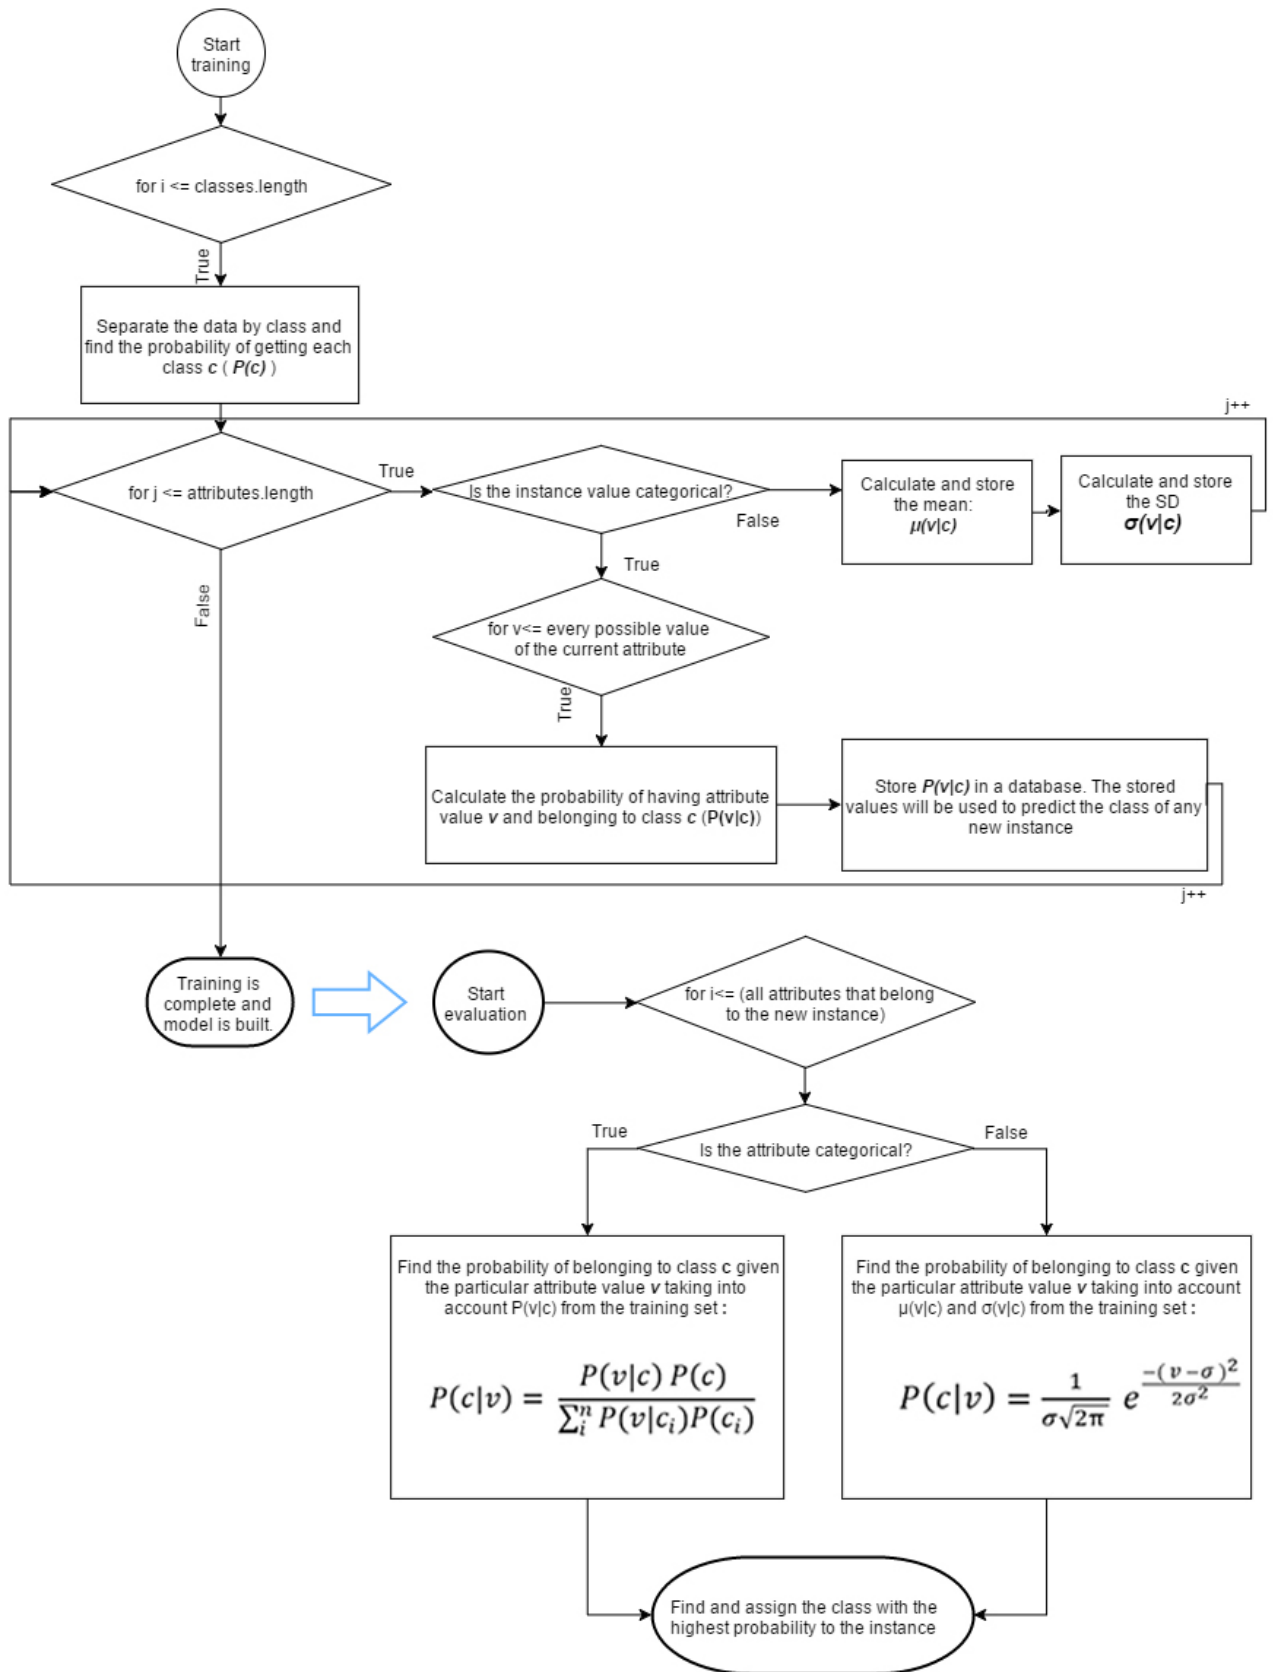 Start
training
for i <= classes.length
True
Separate the data by class and
find the probability of getting each
class c ( P(c) )
j++
for j <= attributes.length
True
Is the instance value categorical?
False
Calculate and store
the mean:
μ(v|c)
Calculate and store
the SD
σ(v|c)
True
False
for v<= every possible value
of the current attribute
True
Calculate the probability of having attribute
value v and belonging to class c (P(v|c))
Store P(v|c) in a database. The stored
values will be used to predict the class of any
new instance
j++
Training is
complete and
model is built.
Start
evaluation
for i<= (all attributes that belong
to the new instance)
True
Is the attribute categorical?
False
Find the probability of belonging to class c given
the particular attribute value v taking into
account P(v|c) from the training set :
P(c|v) = P(v|c) P(c) / ∑ᵢⁿ P(v|cᵢ)P(cᵢ)
Find the probability of belonging to class c given
the particular attribute value v taking into account
μ(v|c) and σ(v|c) from the training set :
P(c|v) = 1 / σ√2π e^(−(v−σ)² / 2σ²)
Find and assign the class with the
highest probability to the instance